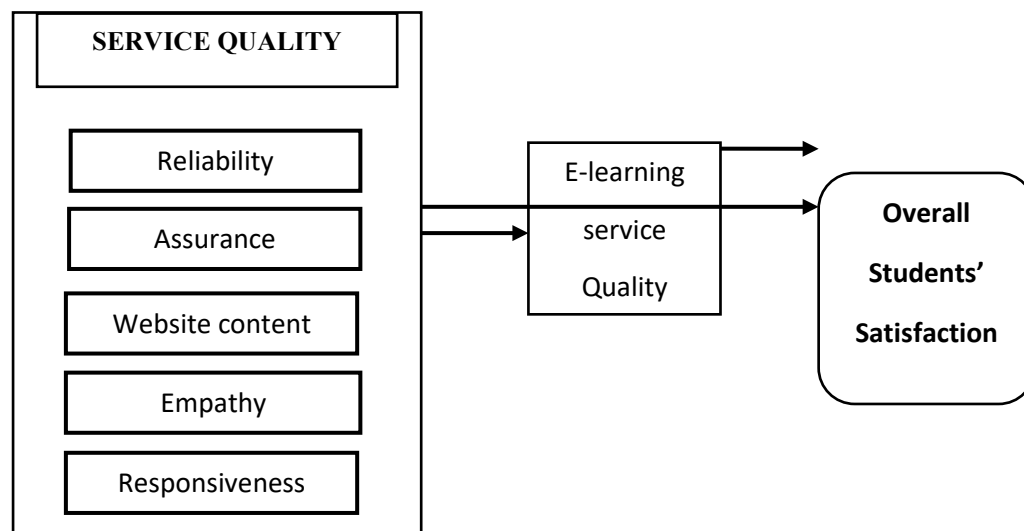 SERVICE QUALITY
Reliability
Assurance
Website content
Empathy
Responsiveness
E-learning
service
Quality
Overall
Students’
Satisfaction